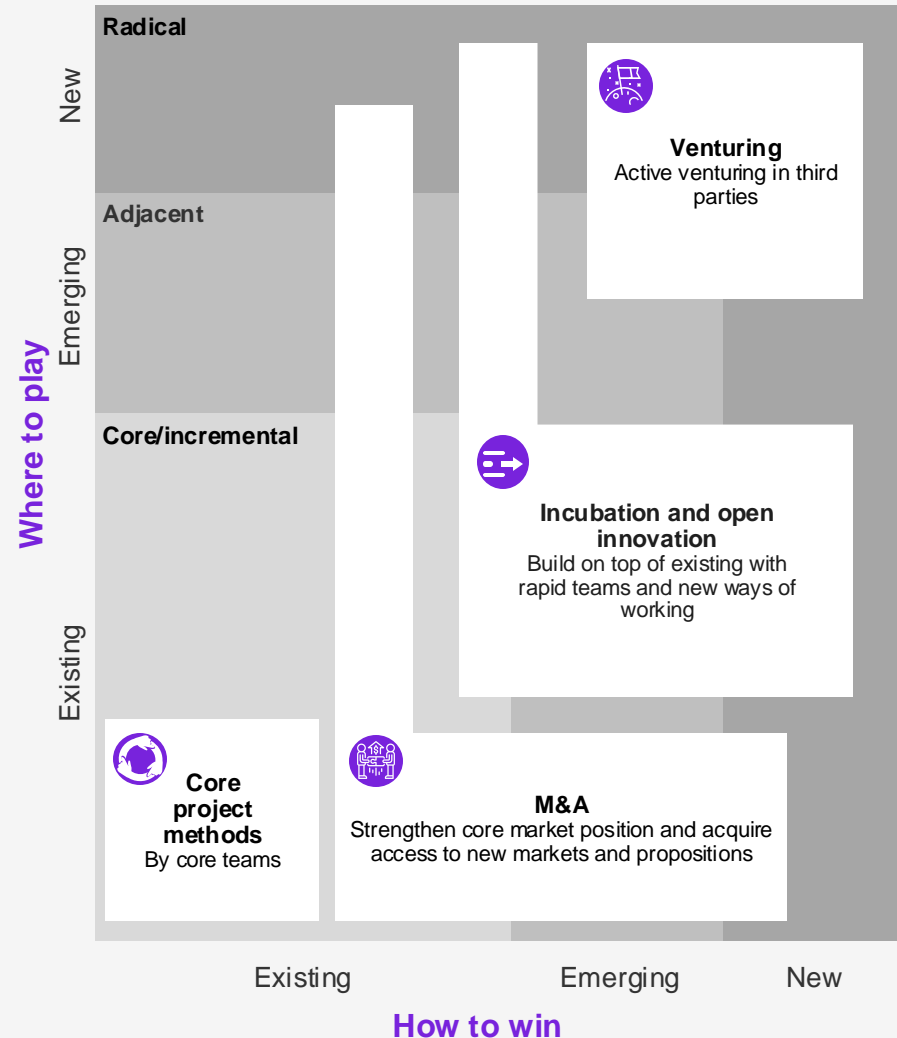 Radical
New
Venturing
Active venturing in third
parties
Adjacent
Emerging
Where to play
Core/incremental
Incubation and open
innovation
Build on top of existing with
rapid teams and new ways of
working
Existing
Core
project
methods
By core teams
M&A
Strengthen core market position and acquire
access to new markets and propositions
Existing
Emerging
New
How to win